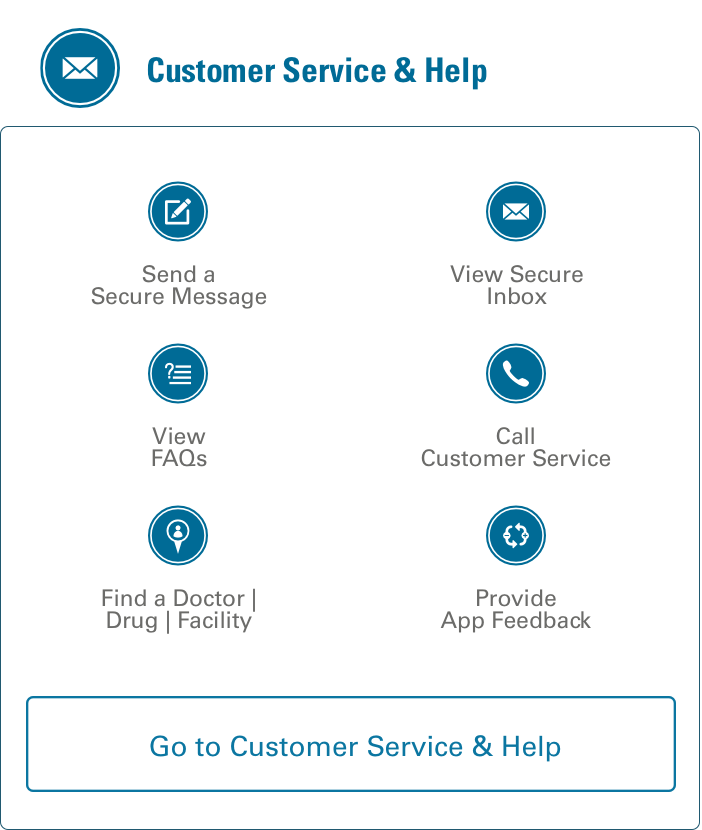 Customer Service & Help
Send a
Secure Message
View Secure
Inbox
View
FAQs
Call
Customer Service
Find a Doctor |
Drug | Facility
Provide
App Feedback
Go to Customer Service & Help